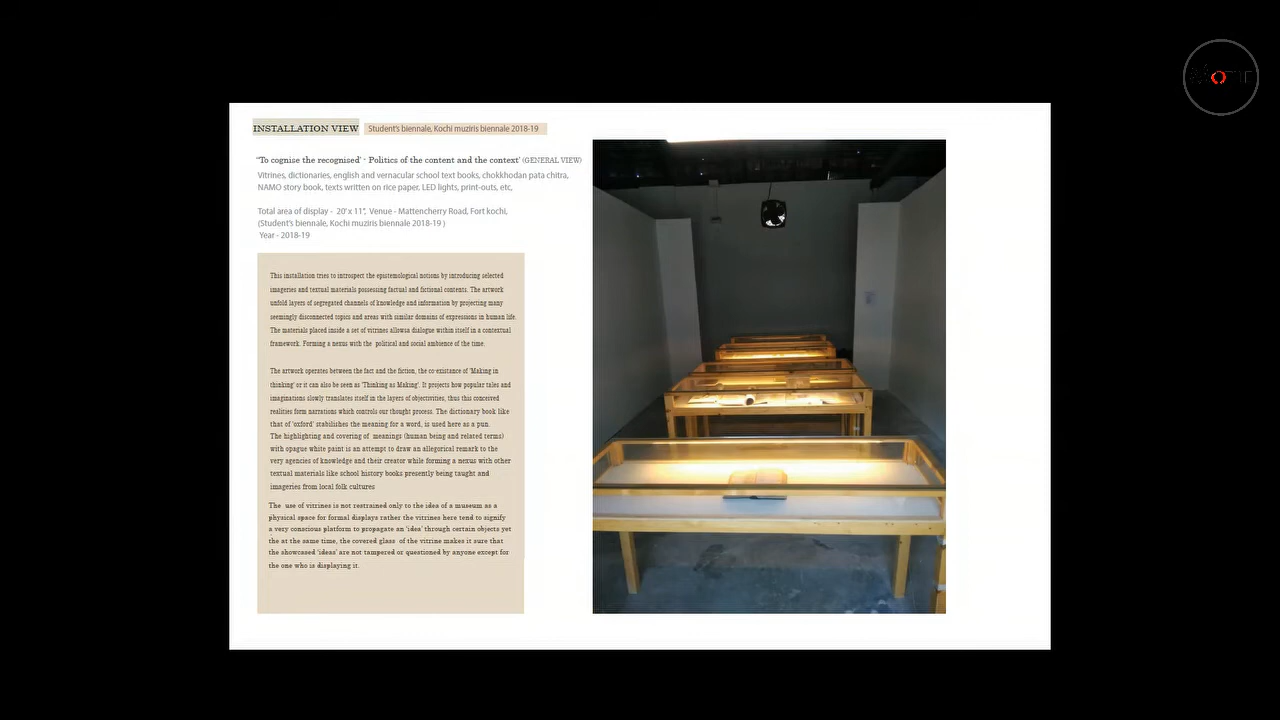 INSTALLATION VIEW Student's biennale, Kochi muziris biennale 2018-19
"To cognise the recognised' - Politics of the content and the context' (GENERAL VIEW)
Vitrines, dictionaries, english and vernacular school text books, chokkhodan pata chitra,
NAMO story book, texts written on rice paper, LED lights, print-outs, etc,
Total area of display - 20' x 11", Venue - Mattencherry Road, Fort kochi,
(Student's biennale, Kochi muziris biennale 2018-19 )
Year - 2018-19
This installation tries to introspect the epistemological notions by introducing selected
imageries and textual materials possessing factual and fictional contents. The artwork
unfold layers of segregated channels of knowledge and information by projecting many
seemingly disconnected topics and areas with similar domains of expressions in human life.
The materials placed inside a set of vitrines allowsa dialogue within itself in a contextual
framework. Forming a nexus with the political and social ambience of the time.
The artwork operates between the fact and the fiction, the co-existance of 'Making in
thinking' or it can also be seen as 'Thinking as Making'. It projects how popular tales and
imaginations slowly translates itself in the layers of objectivities, thus this conceived
realities form narrations which controls our thought process. The dictionary book like
that of 'oxford' stabilishes the meaning for a word, is used here as a pun.
The highlighting and covering of meanings (human being and related terms)
with opague white paint is an attempt to draw an allegorical remark to the
very agencies of knowledge and their creator while forming a nexus with other
textual materials like school history books presently being taught and
imageries from local folk cultures
The use of vitrines is not restrained only to the idea of a museum as a
physical space for formal displays rather the vitrines here tend to signify
a very conscious platform to propagate an 'idea' through certain objects yet
the at the same time, the covered glass of the vitrine makes it sure that
the showcased 'ideas' are not tampered or questioned by anyone except for
the one who is displaying it.